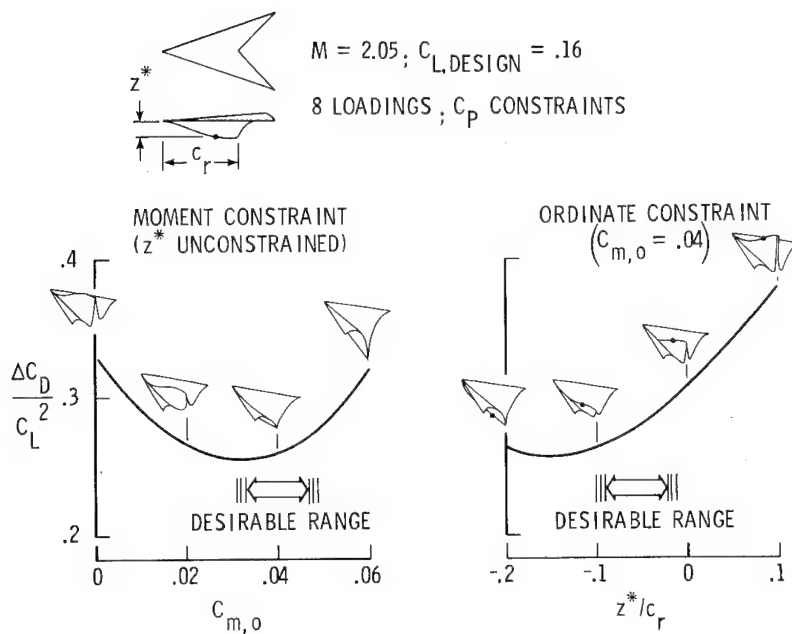 M = 2.05; C_L,DESIGN = .16
z*
8 LOADINGS; C_P CONSTRAINTS
c_r
MOMENT CONSTRAINT
(z* UNCONSTRAINED)
.4
.3
.2
ΔC_D
C_L^2
DESIRABLE RANGE
0 .02 .04 .06
C_m,o
ORDINATE CONSTRAINT
(C_m,o = .04)
DESIRABLE RANGE
-.2 -.1 0 .1
z*/c_r